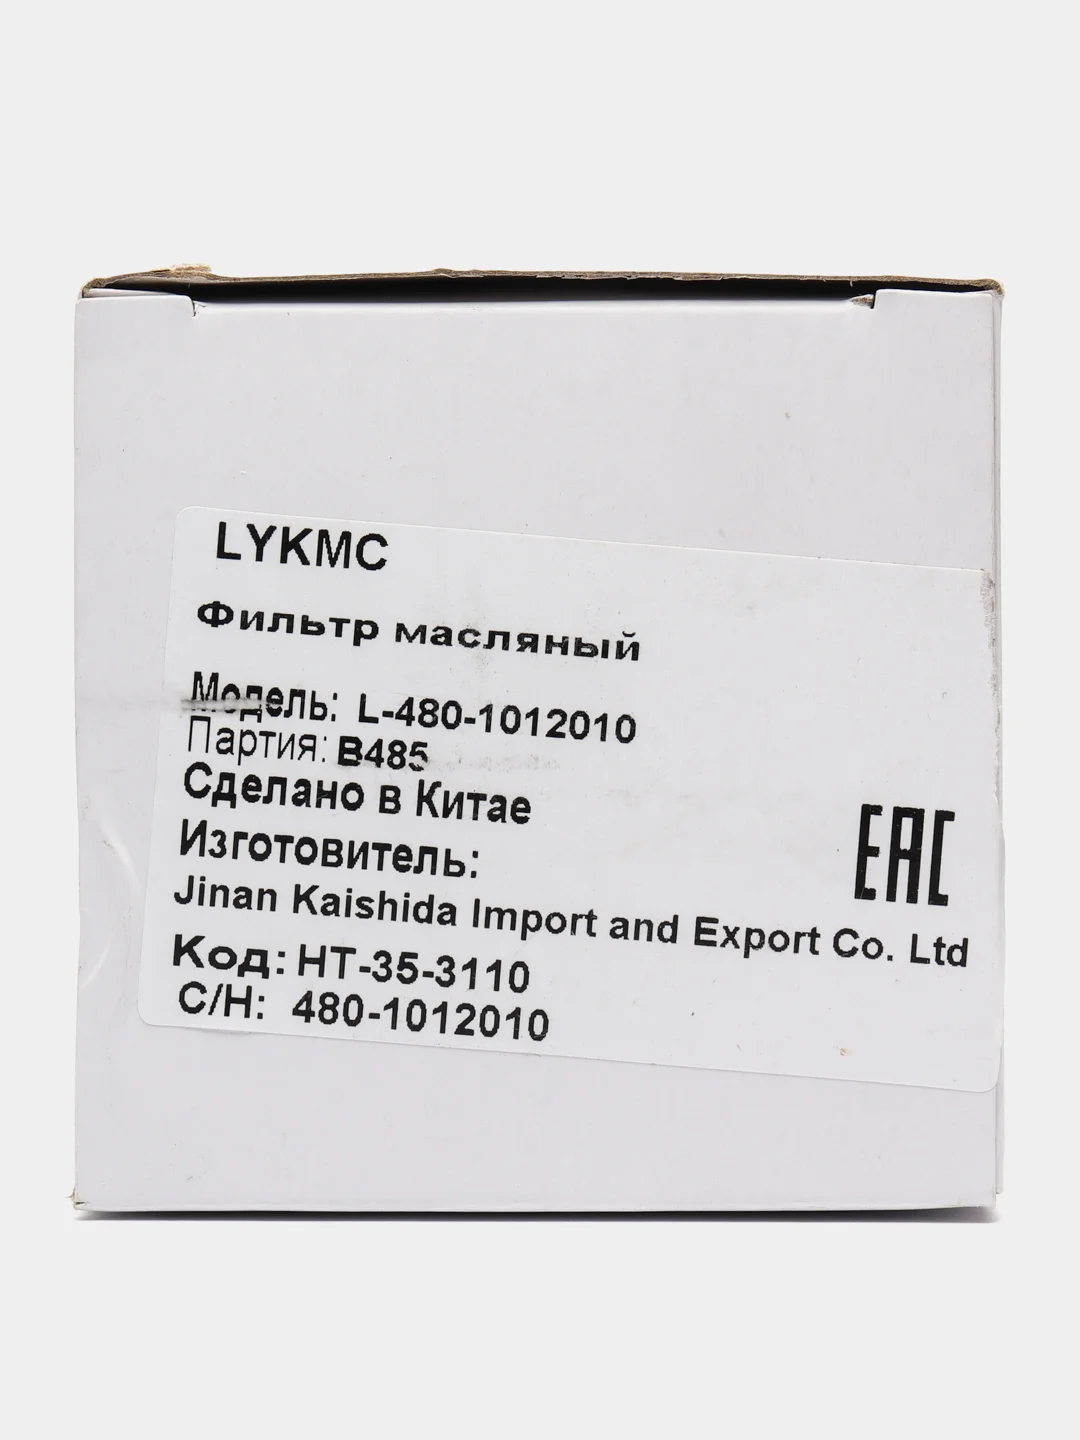 LYKMC
Фильтр масляный
Модель: L-480-1012010
Партия: B485
Сделано в Китае
Изготовитель:
Jinan Kaishida Import and Export Co. Ltd
Код: HT-35-3110
С/Н: 480-1012010
EAC